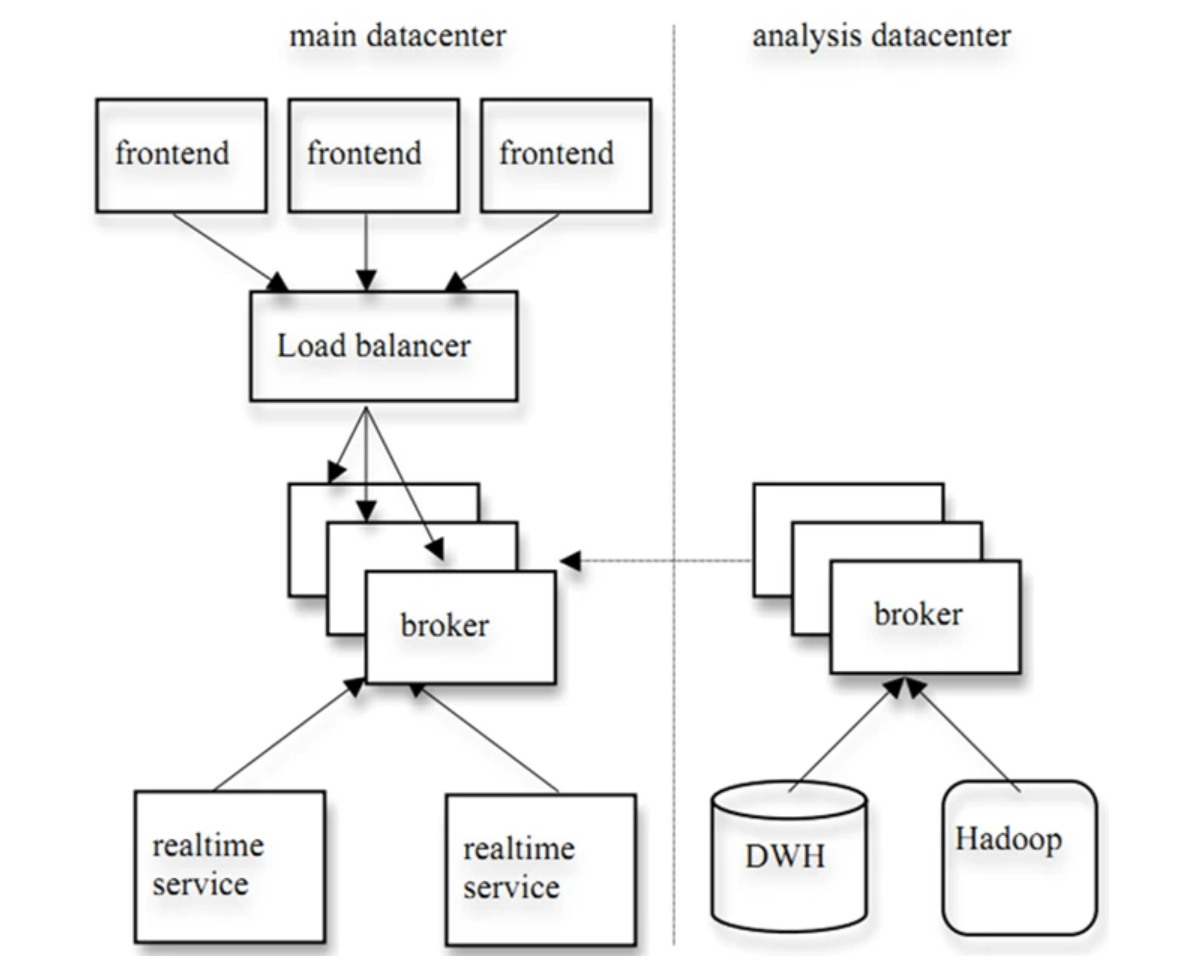 main datacenter
analysis datacenter
frontend
frontend
frontend
Load balancer
broker
broker
realtime
service
realtime
service
DWH
Hadoop